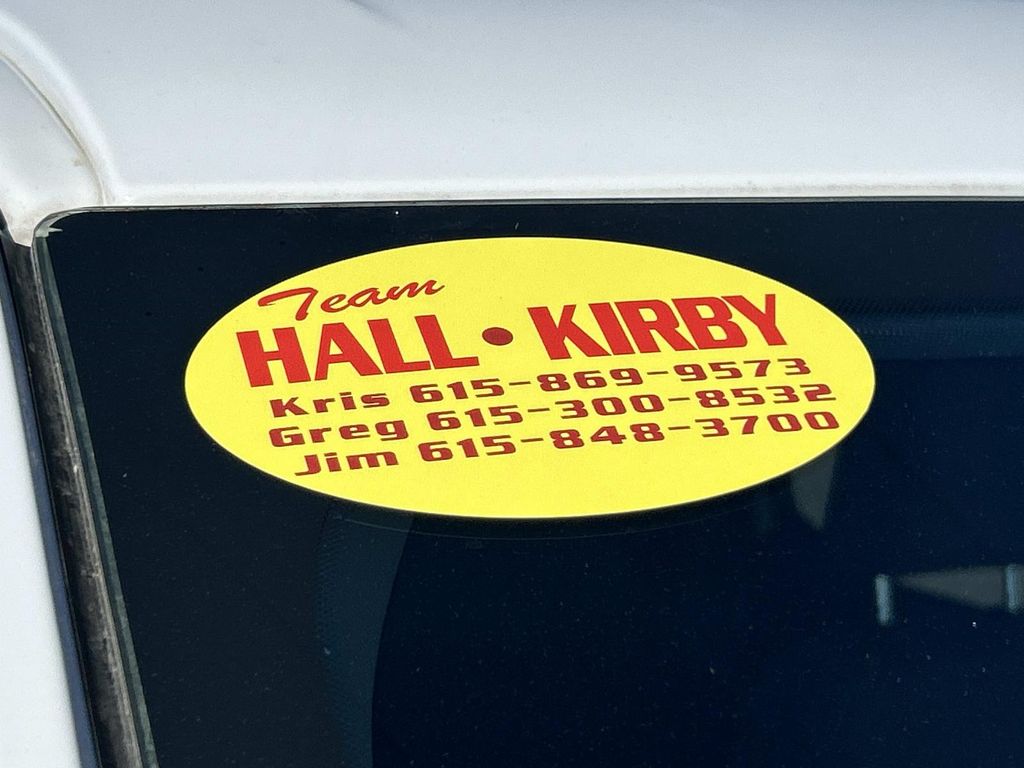 Team
HALL • KIRBY
Kris 615-869-9573
Greg 615-300-8532
Jim 615-848-3700